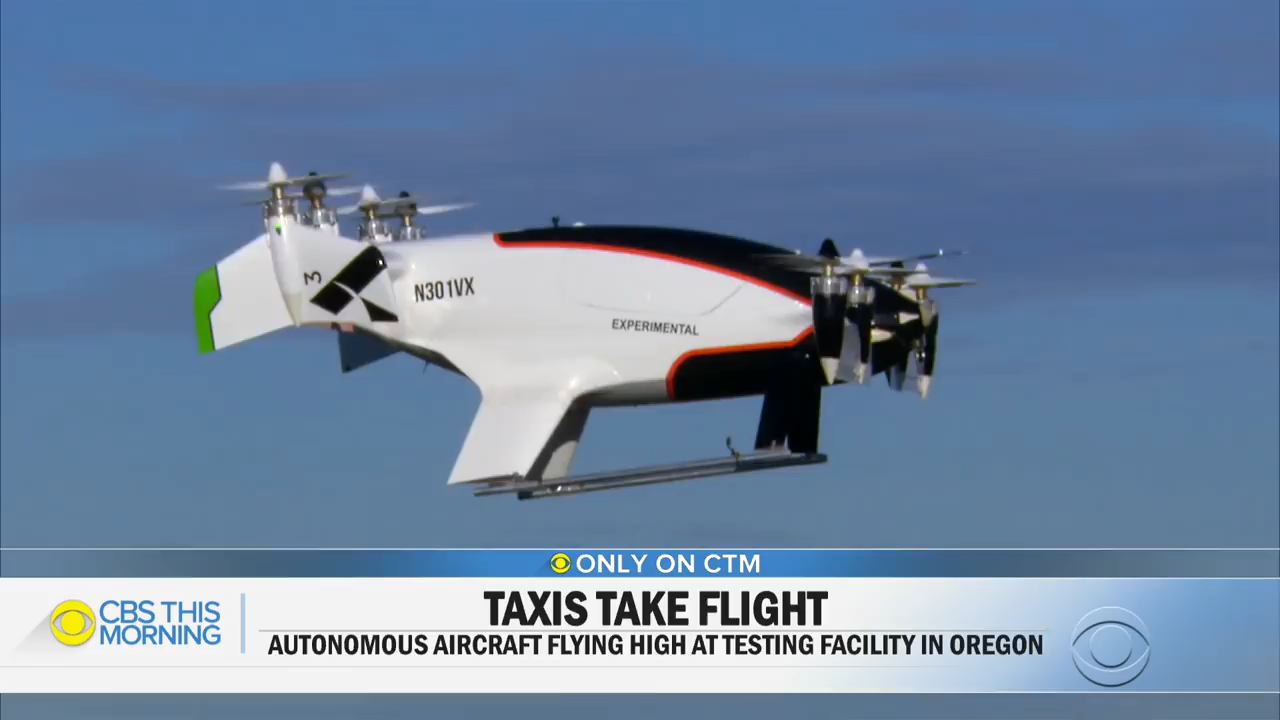 3
N301VX
EXPERIMENTAL
ONLY ON CTM
CBS THIS
MORNING
TAXIS TAKE FLIGHT
AUTONOMOUS AIRCRAFT FLYING HIGH AT TESTING FACILITY IN OREGON